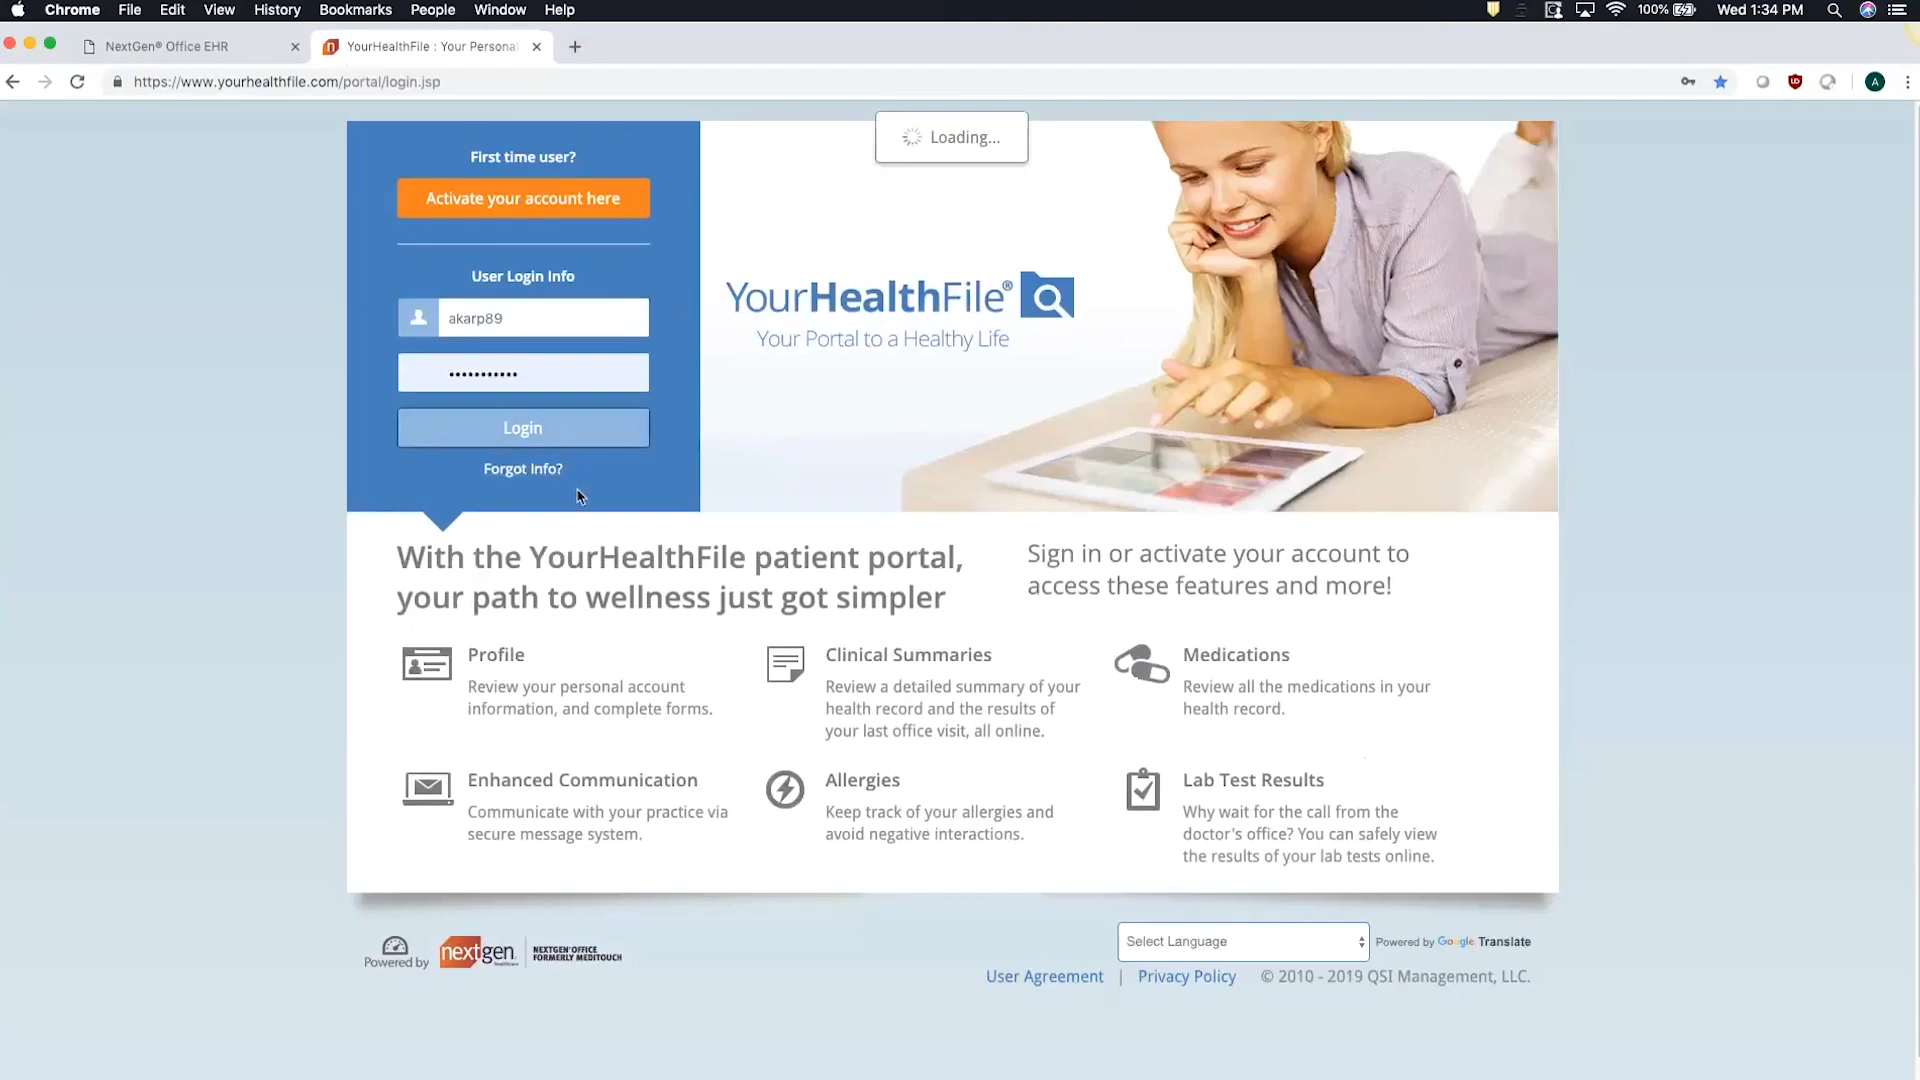 Chrome File Edit View History Bookmarks People Window Help 100% Wed 1:34 PM
NextGen® Office EHR YourHealthFile : Your Personal
https://www.yourhealthfile.com/portal/login.jsp A
Loading...
First time user?
Activate your account here
User Login Info
akarp89
•••••••••••
Login
Forgot Info?
YourHealthFile®
Your Portal to a Healthy Life
With the YourHealthFile patient portal,
your path to wellness just got simpler
Sign in or activate your account to
access these features and more!
Profile
Review your personal account
information, and complete forms.
Clinical Summaries
Review a detailed summary of your
health record and the results of
your last office visit, all online.
Medications
Review all the medications in your
health record.
Enhanced Communication
Communicate with your practice via
secure message system.
Allergies
Keep track of your allergies and
avoid negative interactions.
Lab Test Results
Why wait for the call from the
doctor's office? You can safely view
the results of your lab tests online.
Powered by
nextgen
healthcare
NEXTGEN®OFFICE
FORMERLY MEDITOUCH
Select Language
Powered by Google Translate
User Agreement | Privacy Policy © 2010 - 2019 QSI Management, LLC.